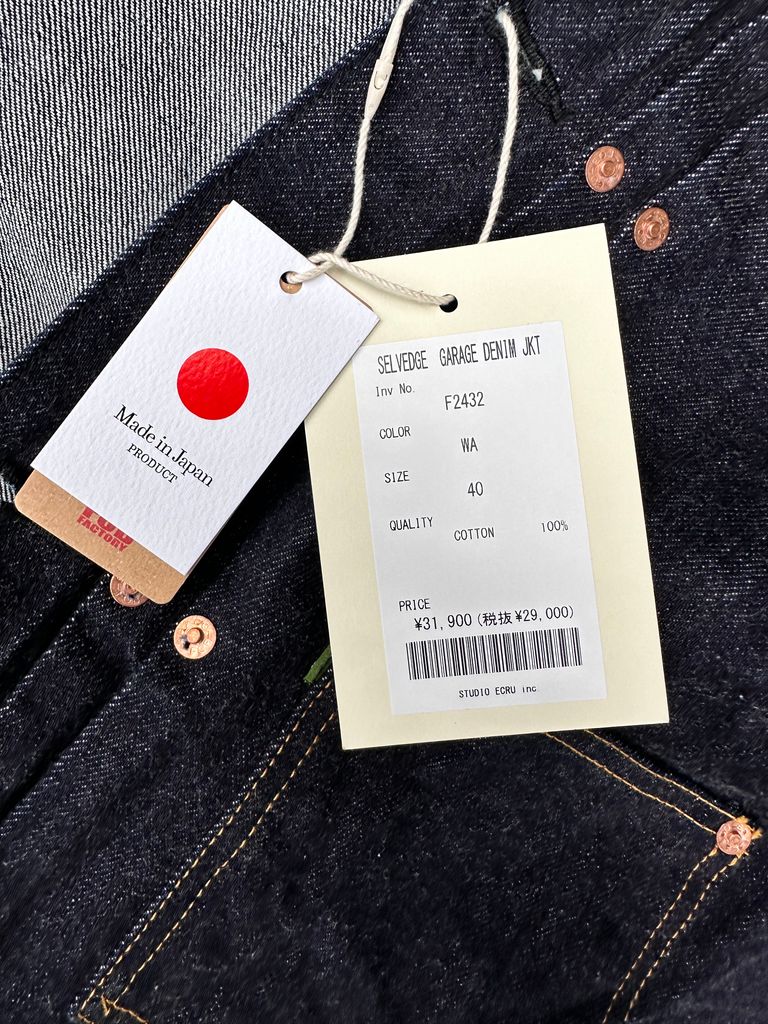 Made in Japan
PRODUCT
FACTORY
SELVEDGE GARAGE DENIM JKT
Inv No.
F2432
COLOR
WA
SIZE
40
QUALITY
COTTON 100%
PRICE
¥31,900(税抜¥29,000)
STUDIO ECRU inc.